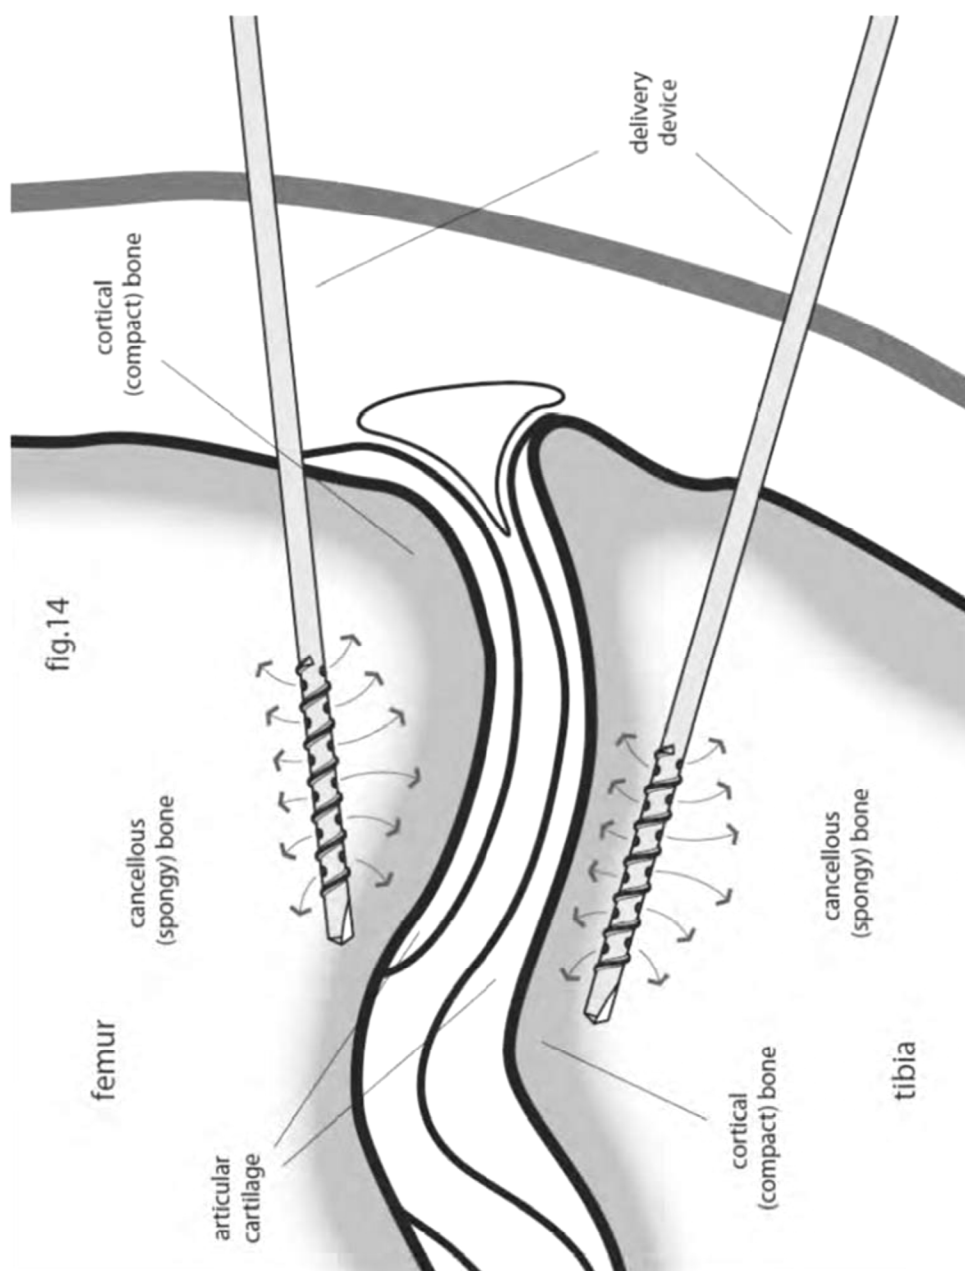 fig.14
femur
cancellous
(spongy) bone
cortical
(compact) bone
articular
cartilage
delivery
device
cortical
(compact) bone
cancellous
(spongy) bone
tibia